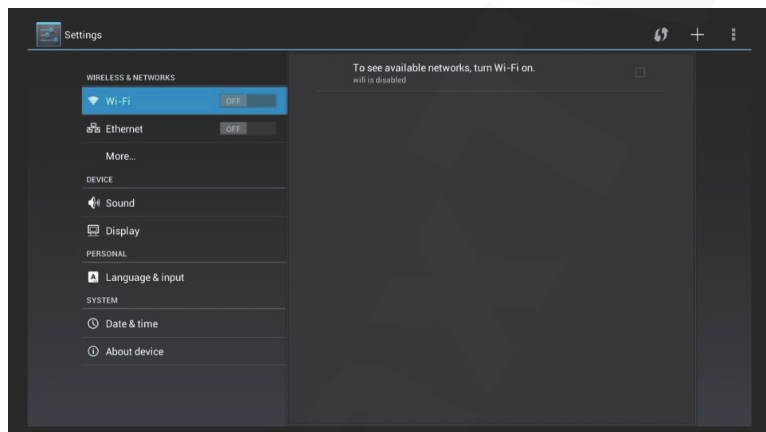 Settings
WIRELESS & NETWORKS
Wi-Fi OFF
Ethernet OFF
More...
DEVICE
Sound
Display
PERSONAL
Language & input
SYSTEM
Date & time
About device
To see available networks, turn Wi-Fi on.
wifi is disabled